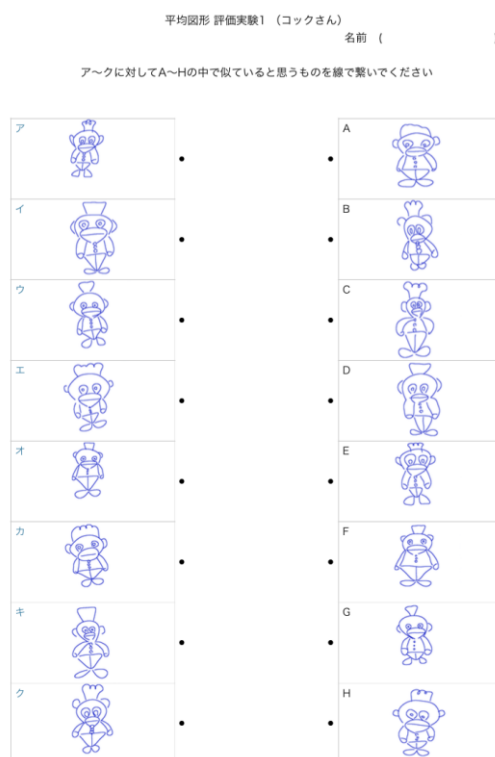 平均図形 評価実験1 （コックさん）
名前 (
ア～クに対してA～Hの中で似ていると思うものを線で繋いでください
ア
A
イ
B
ウ
C
エ
D
オ
E
カ
F
キ
G
ク
H